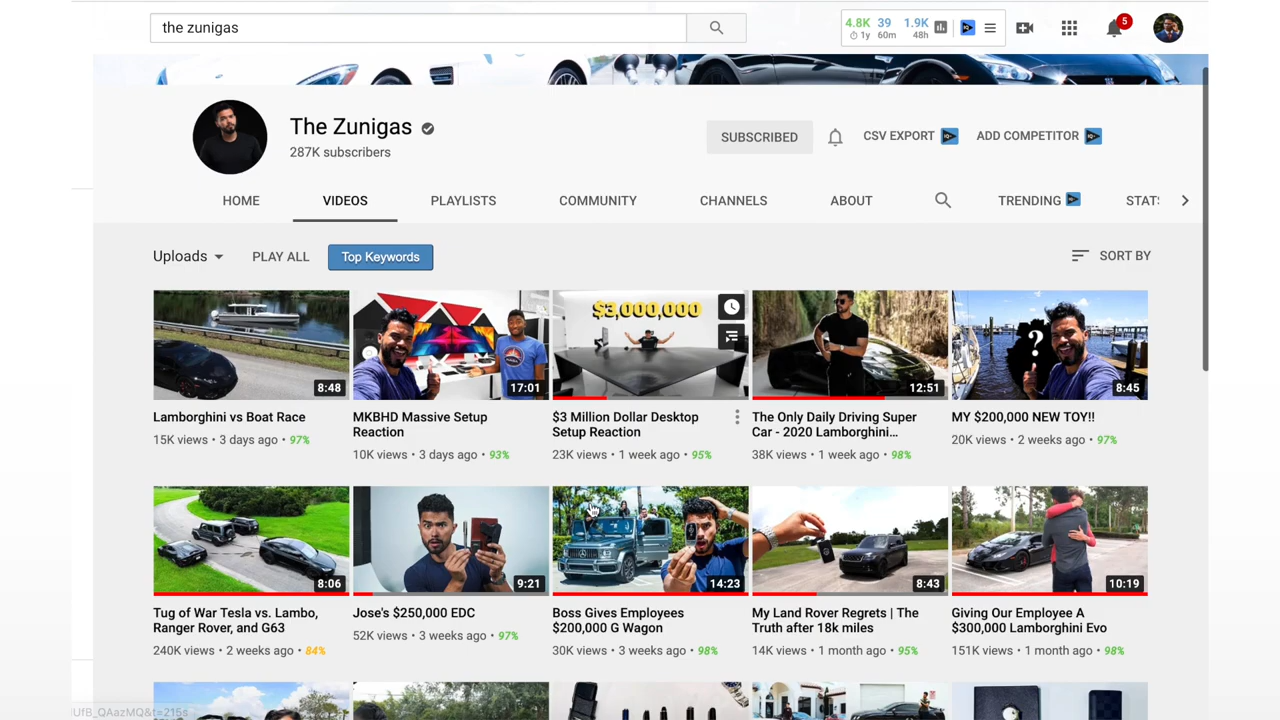 the zunigas
4.8K 39 1.9K
1y 60m 48h
5
The Zunigas
287K subscribers
SUBSCRIBED
CSV EXPORT
ADD COMPETITOR
HOME
VIDEOS
PLAYLISTS
COMMUNITY
CHANNELS
ABOUT
TRENDING
STATS
Uploads
PLAY ALL
Top Keywords
SORT BY
8:48
17:01
$3,000,000
12:51
?
8:45
Lamborghini vs Boat Race
15K views • 3 days ago • 97%
MKBHD Massive Setup
Reaction
10K views • 3 days ago • 93%
$3 Million Dollar Desktop
Setup Reaction
23K views • 1 week ago • 95%
The Only Daily Driving Super
Car - 2020 Lamborghini...
38K views • 1 week ago • 98%
MY $200,000 NEW TOY!!
20K views • 2 weeks ago • 97%
8:06
9:21
14:23
8:43
10:19
Tug of War Tesla vs. Lambo,
Ranger Rover, and G63
240K views • 2 weeks ago • 84%
Jose's $250,000 EDC
52K views • 3 weeks ago • 97%
Boss Gives Employees
$200,000 G Wagon
30K views • 3 weeks ago • 98%
My Land Rover Regrets | The
Truth after 18k miles
14K views • 1 month ago • 95%
Giving Our Employee A
$300,000 Lamborghini Evo
151K views • 1 month ago • 98%
UfB_QAazMQ&t=215s